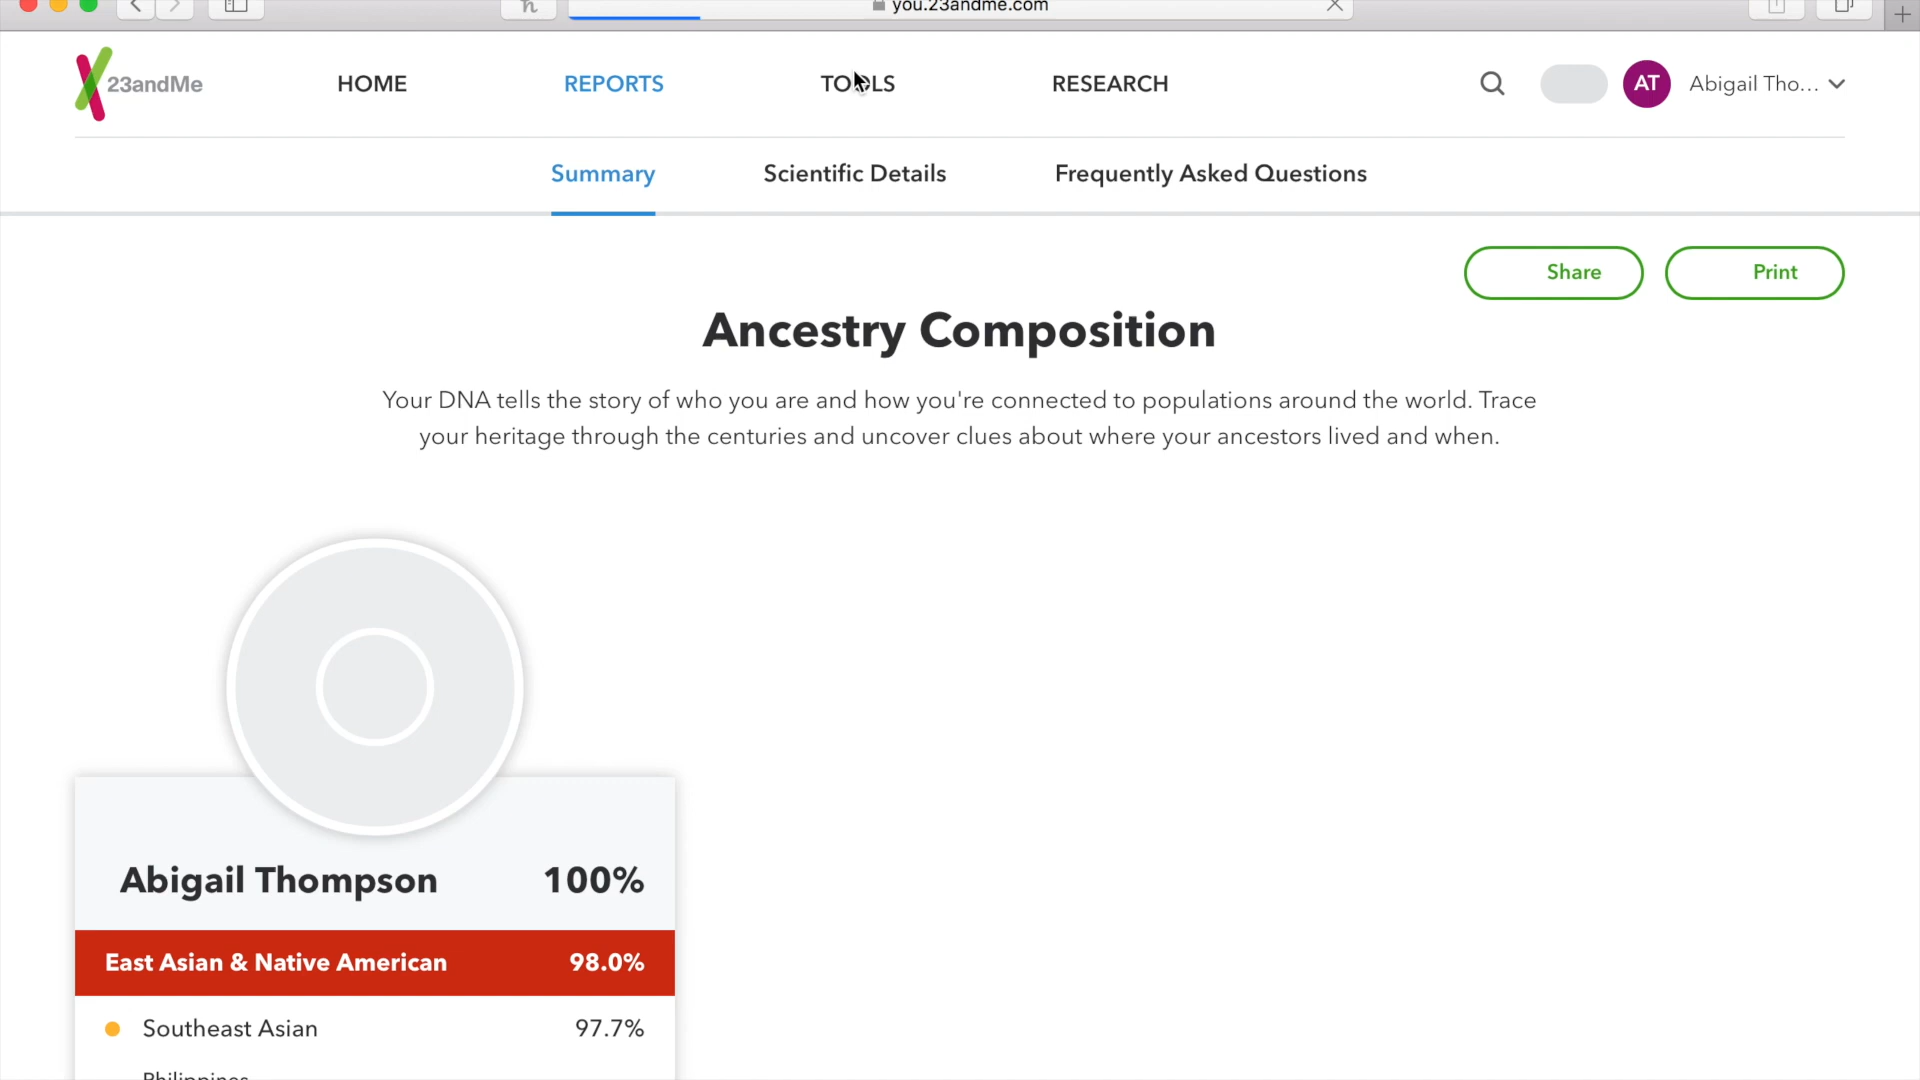 you.23andme.com
23andMe
HOME
REPORTS
TOOLS
RESEARCH
AT
Abigail Tho...
Summary
Scientific Details
Frequently Asked Questions
Share
Print
Ancestry Composition
Your DNA tells the story of who you are and how you're connected to populations around the world. Trace
your heritage through the centuries and uncover clues about where your ancestors lived and when.
Abigail Thompson 100%
East Asian & Native American 98.0%
Southeast Asian 97.7%
Philippines